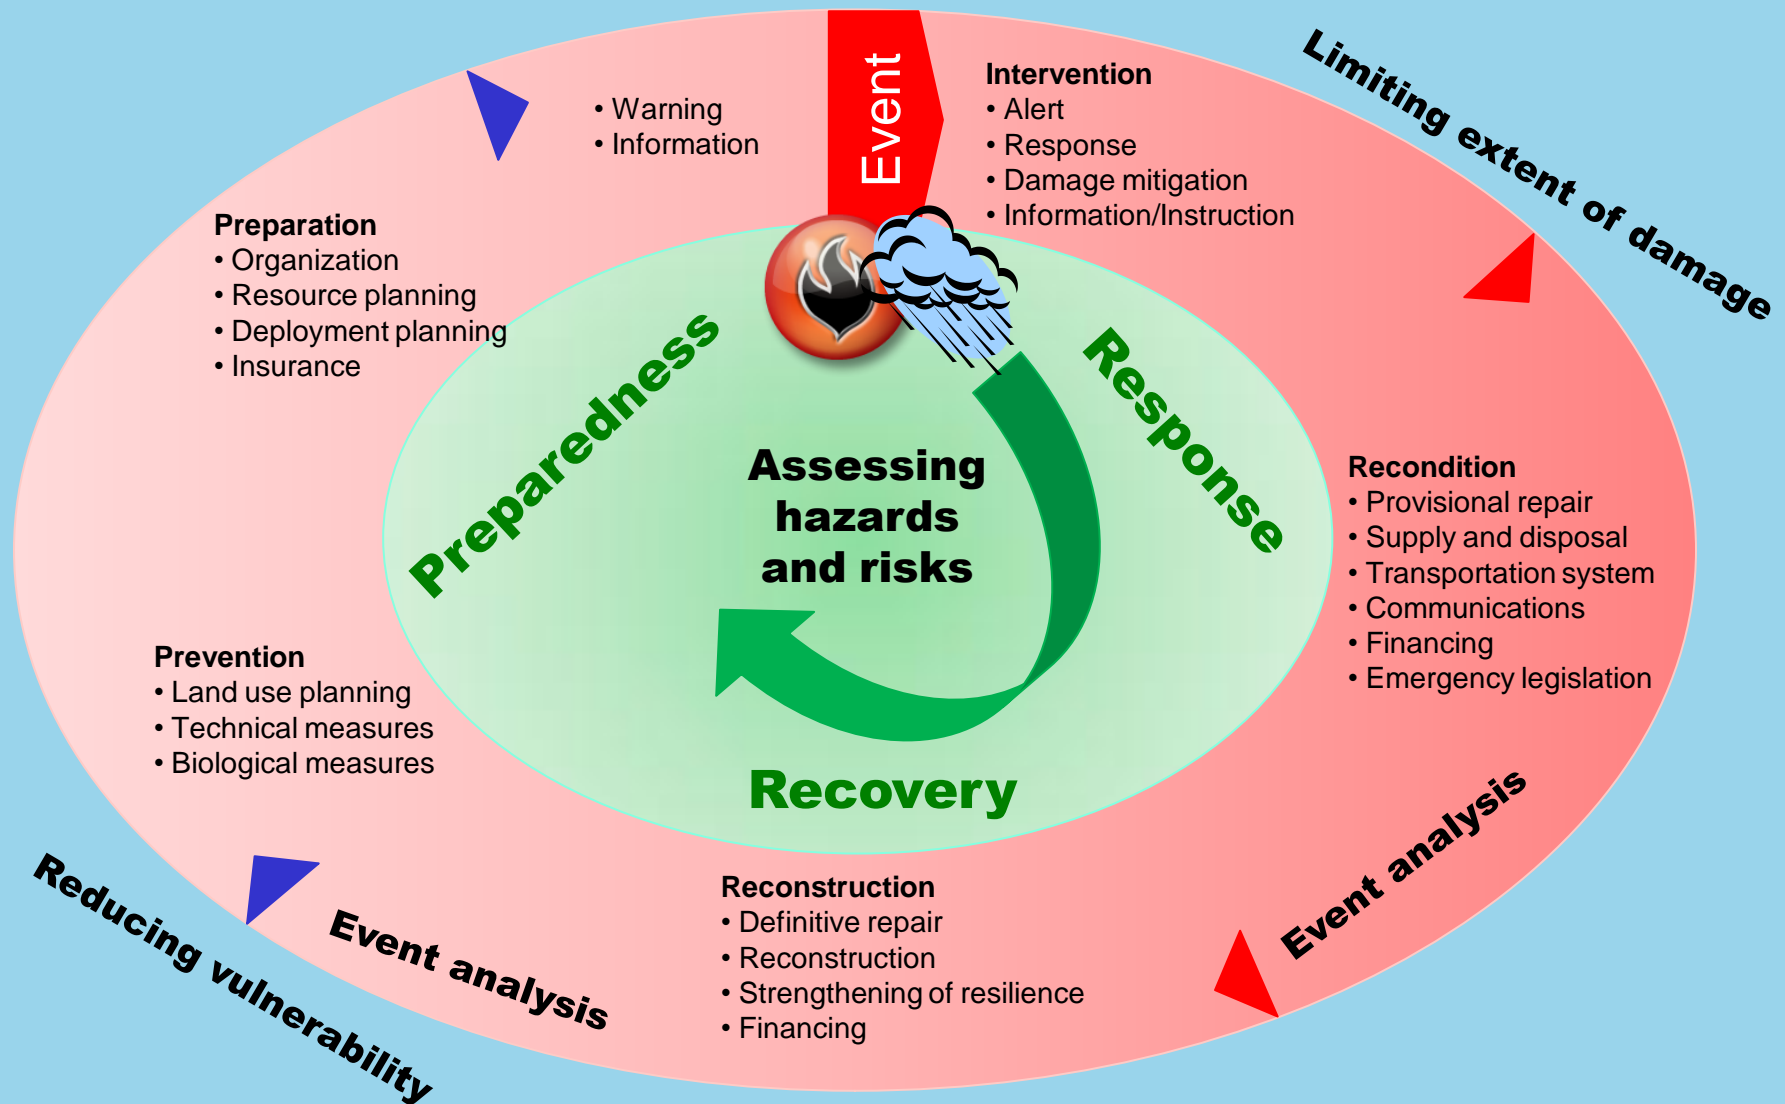 Event
Intervention
• Alert
• Response
• Damage mitigation
• Information/Instruction
Limiting extent of damage
• Warning
• Information
Preparation
• Organization
• Resource planning
• Deployment planning
• Insurance
Preparedness
Response
Assessing
hazards
and risks
Recovery
Recondition
• Provisional repair
• Supply and disposal
• Transportation system
• Communications
• Financing
• Emergency legislation
Prevention
• Land use planning
• Technical measures
• Biological measures
Event analysis
Reconstruction
• Definitive repair
• Reconstruction
• Strengthening of resilience
• Financing
Event analysis
Reducing vulnerability